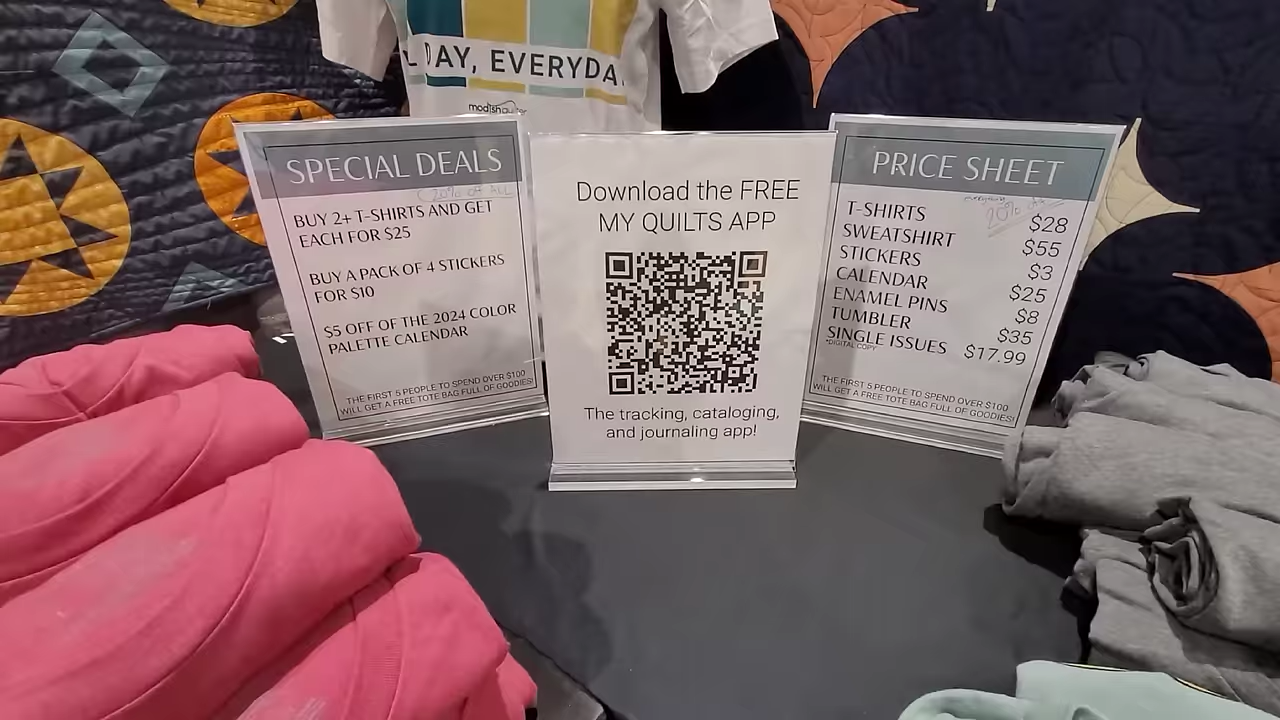 DAY, EVERYDA
modish quilter
SPECIAL DEALS
20% off ALL
BUY 2+ T-SHIRTS AND GET
EACH FOR $25
BUY A PACK OF 4 STICKERS
FOR $10
$5 OFF OF THE 2024 COLOR
PALETTE CALENDAR
THE FIRST 5 PEOPLE TO SPEND OVER $100
WILL GET A FREE TOTE BAG FULL OF GOODIES!
Download the FREE
MY QUILTS APP
The tracking, cataloging,
and journaling app!
PRICE SHEET
everything
20% off
T-SHIRTS $28
SWEATSHIRT $55
STICKERS $3
CALENDAR $25
ENAMEL PINS $8
TUMBLER $35
SINGLE ISSUES $17.99
*DIGITAL COPY
THE FIRST 5 PEOPLE TO SPEND OVER $100
WILL GET A FREE TOTE BAG FULL OF GOODIES!